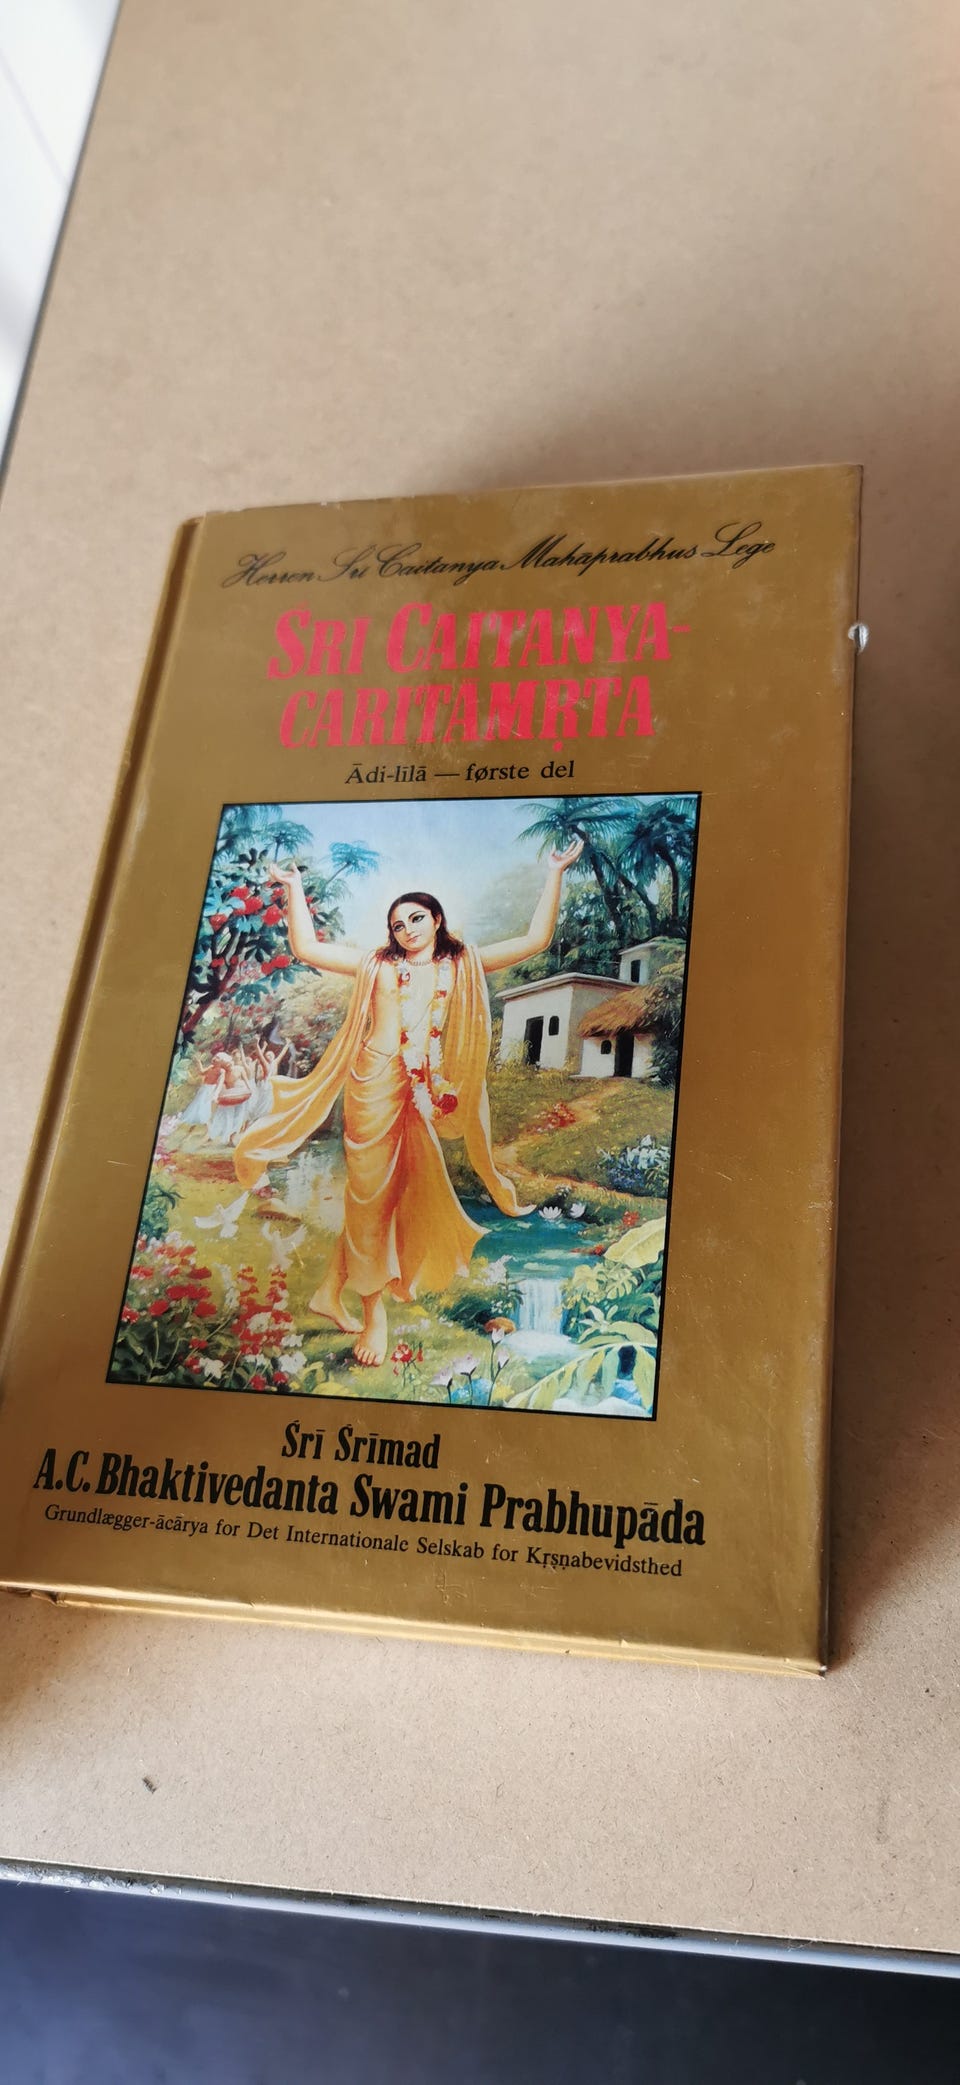 Herren Śrī Caitanya Mahāprabhus Lege
ŚRĪ CAITANYA-
CARITĀMṚTA
Ādi-līlā — første del
Śrī Śrīmad
A.C. Bhaktivedanta Swami Prabhupāda
Grundlægger-ācārya for Det Internationale Selskab for Kṛṣṇabevidsthed